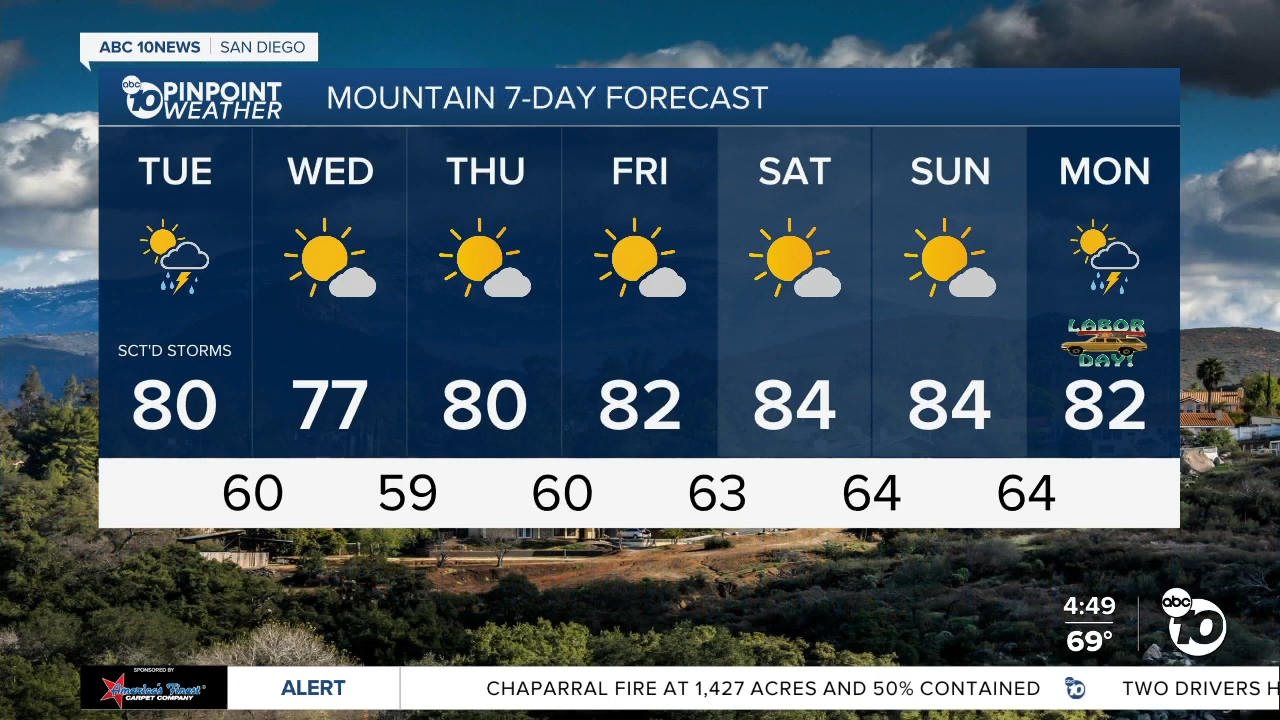 ABC 10NEWS | SAN DIEGO
abc 10 PINPOINT WEATHER
MOUNTAIN 7-DAY FORECAST
TUE WED THU FRI SAT SUN MON
LABOR DAY!
SCT'D STORMS
80 77 80 82 84 84 82
60 59 60 63 64 64
4:49
69°
abc 10
SPONSORED BY
America's Finest
CARPET COMPANY
ALERT
CHAPARRAL FIRE AT 1,427 ACRES AND 50% CONTAINED abc 10 TWO DRIVERS H